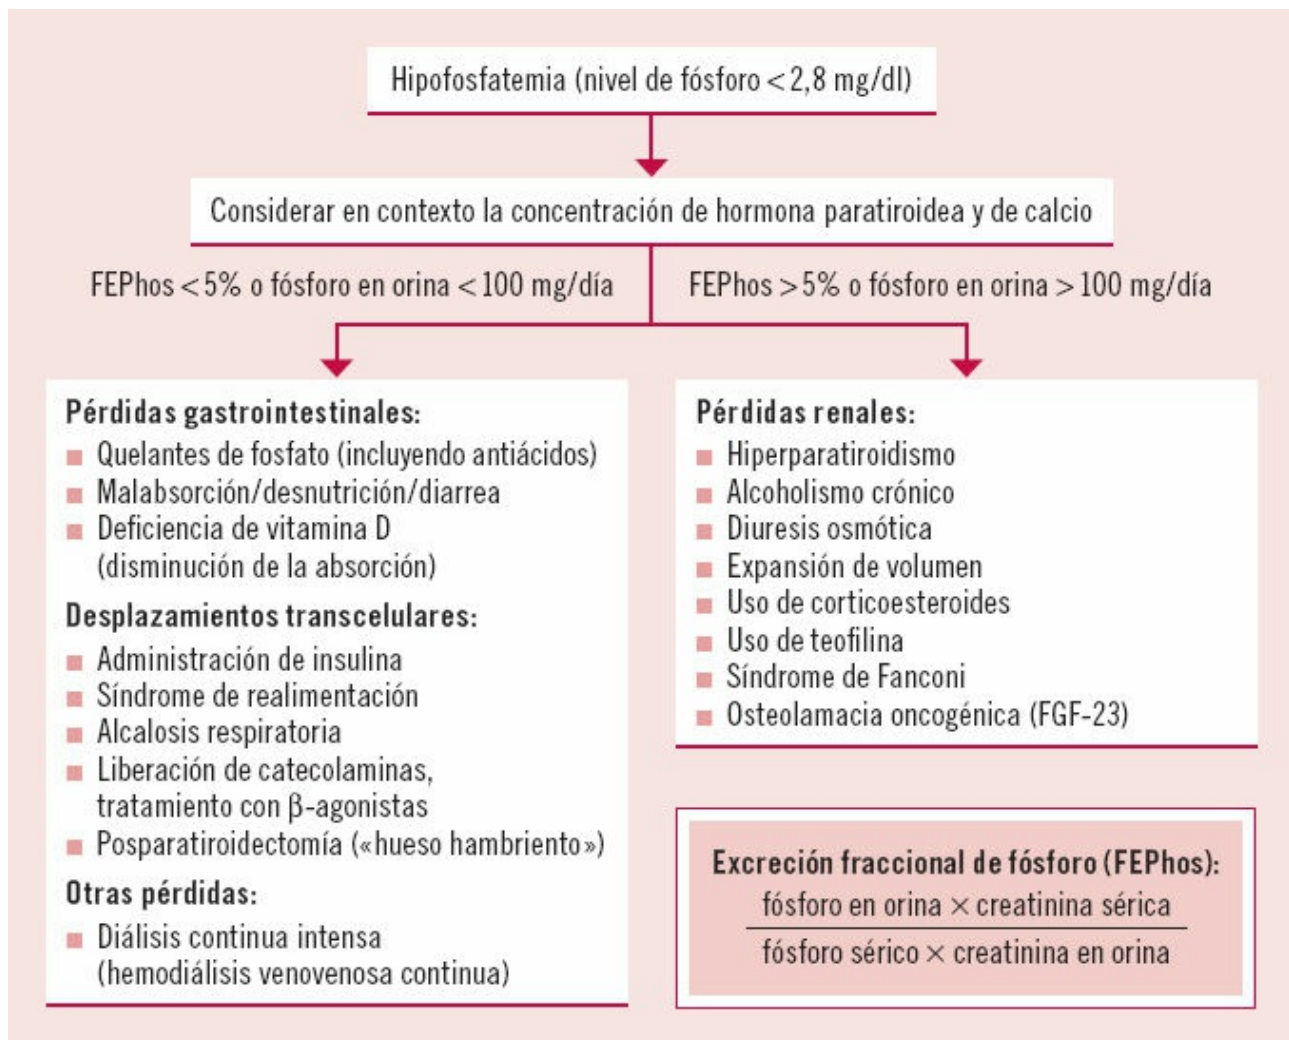 Hipofosfatemia (nivel de fósforo < 2,8 mg/dl)
Considerar en contexto la concentración de hormona paratiroidea y de calcio
FEPhos < 5% o fósforo en orina < 100 mg/día
FEPhos > 5% o fósforo en orina > 100 mg/día
Pérdidas gastrointestinales:
Quelantes de fosfato (incluyendo antiácidos)
Malabsorción/desnutrición/diarrea
Deficiencia de vitamina D
(disminución de la absorción)
Desplazamientos transcelulares:
Administración de insulina
Síndrome de realimentación
Alcalosis respiratoria
Liberación de catecolaminas,
tratamiento con β-agonistas
Posparatiroidectomía («hueso hambriento»)
Otras pérdidas:
Diálisis continua intensa
(hemodiálisis venovenosa continua)
Pérdidas renales:
Hiperparatiroidismo
Alcoholismo crónico
Diuresis osmótica
Expansión de volumen
Uso de corticoesteroides
Uso de teofilina
Síndrome de Fanconi
Osteolamacia oncogénica (FGF-23)
Excreción fraccional de fósforo (FEPhos):
fósforo en orina × creatinina sérica
fósforo sérico × creatinina en orina